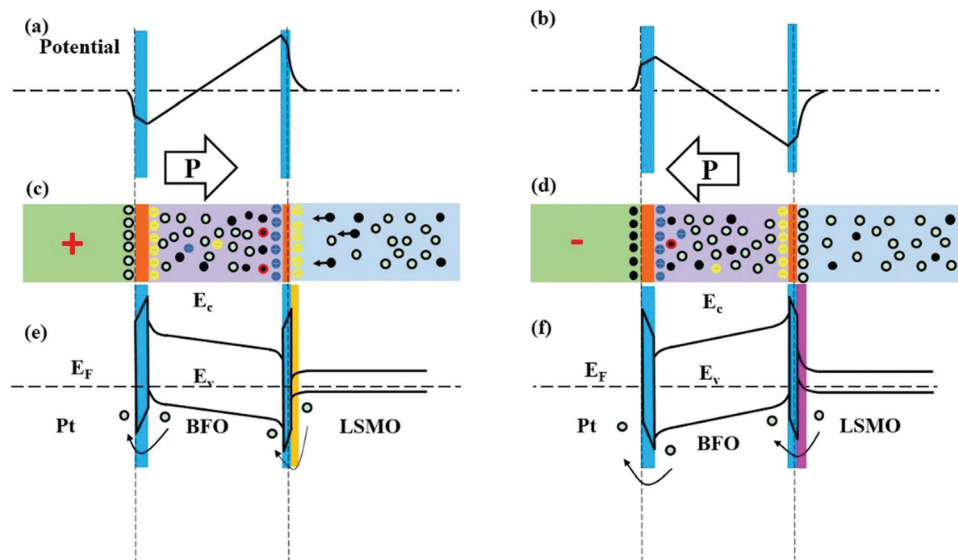 (a)
Potential
P
(c)
+
E_c
(e)
E_F
E_v
Pt
BFO
LSMO
(b)
P
(d)
-
E_c
(f)
E_F
E_v
Pt
BFO
LSMO